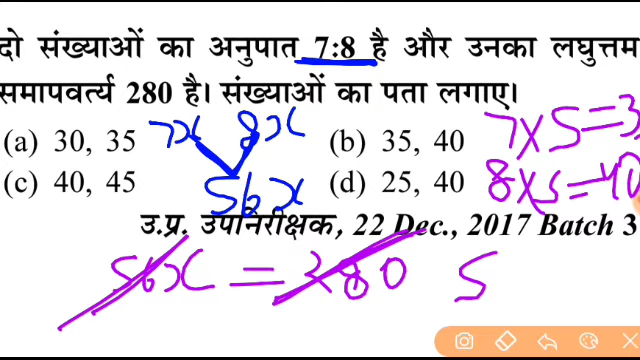 दो संख्याओं का अनुपात 7:8 है और उनका लघुत्तम
समापवर्त्य 280 है। संख्याओं का पता लगाए।
(a) 30, 35 (b) 35, 40
(c) 40, 45 (d) 25, 40
7x 8x
56x
7×5=3
8×5=40
उ.प्र. उपनिरीक्षक, 22 Dec., 2017 Batch 3
56x = 280 5